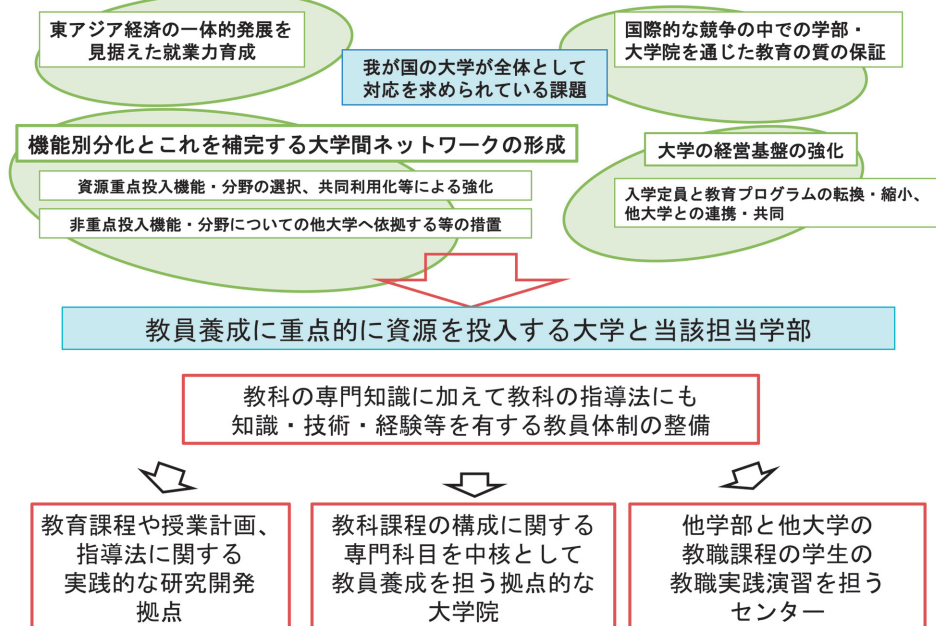 東アジア経済の一体的発展を
見据えた就業力育成
国際的な競争の中での学部・
大学院を通じた教育の質の保証
我が国の大学が全体として
対応を求められている課題
機能別分化とこれを補完する大学間ネットワークの形成
資源重点投入機能・分野の選択、共同利用化等による強化
非重点投入機能・分野についての他大学へ依拠する等の措置
大学の経営基盤の強化
入学定員と教育プログラムの転換・縮小、
他大学との連携・共同
教員養成に重点的に資源を投入する大学と当該担当学部
教科の専門知識に加えて教科の指導法にも
知識・技術・経験等を有する教員体制の整備
教育課程や授業計画、
指導法に関する
実践的な研究開発
拠点
教科課程の構成に関する
専門科目を中核として
教員養成を担う拠点的な
大学院
他学部と他大学の
教職課程の学生の
教職実践演習を担う
センター